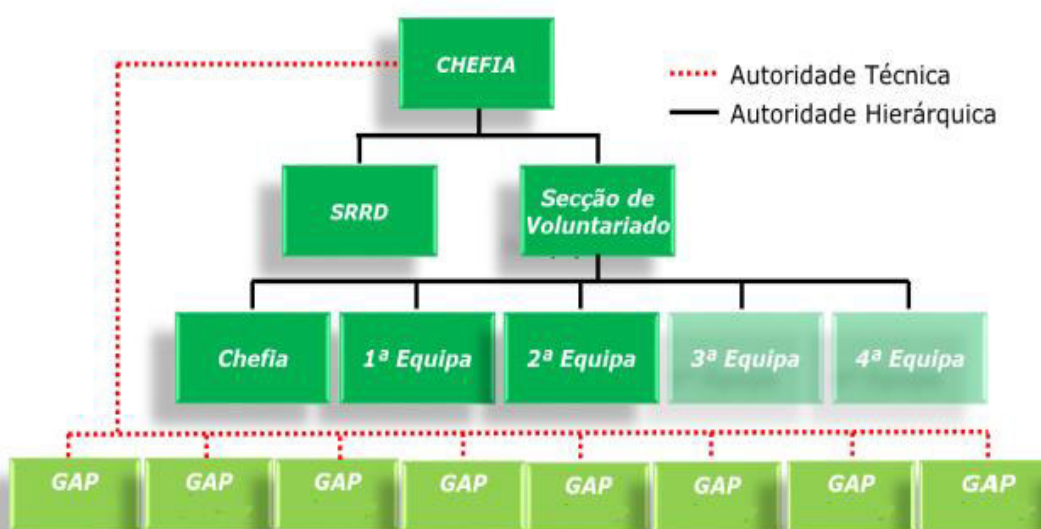 CHEFIA
Autoridade Técnica
Autoridade Hierárquica
SRRD
Secção de
Voluntariado
Chefia
1ª Equipa
2ª Equipa
3ª Equipa
4ª Equipa
GAP
GAP
GAP
GAP
GAP
GAP
GAP
GAP